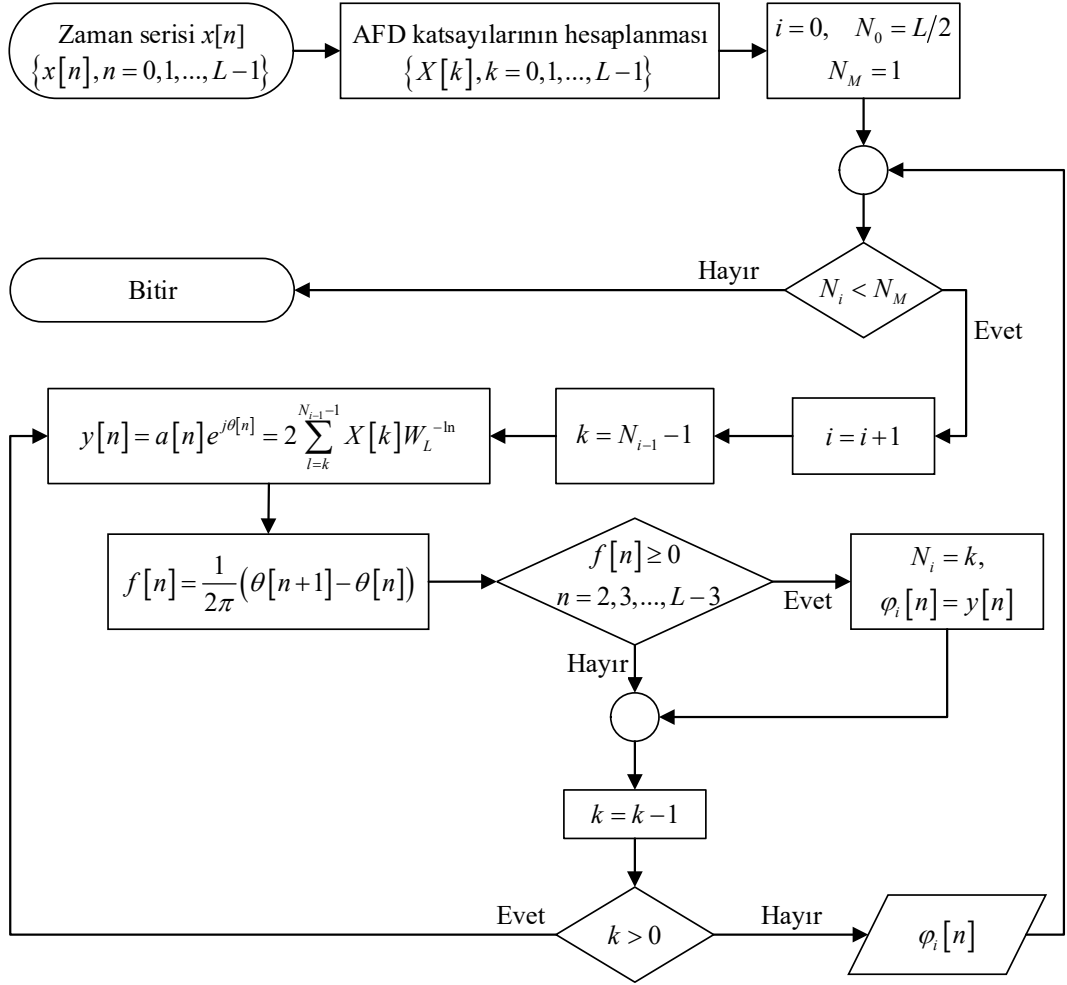 Zaman serisi x[n]
{x[n], n = 0,1,..., L−1}
AFD katsayılarının hesaplanması
{X[k], k = 0,1,..., L−1}
i = 0, N_0 = L/2
N_M = 1
Hayır
Bitir
N_i < N_M
Evet
y[n] = a[n]e^{jθ[n]} = 2 ∑_{l=k}^{N_{i−1}−1} X[k]W_L^{−ln}
k = N_{i−1} −1
i = i+1
f[n] = 1/2π (θ[n+1]−θ[n])
f[n] ≥ 0
n = 2,3,..., L−3
Evet
N_i = k,
φ_i[n] = y[n]
Hayır
k = k−1
Evet
k > 0
Hayır
φ_i[n]